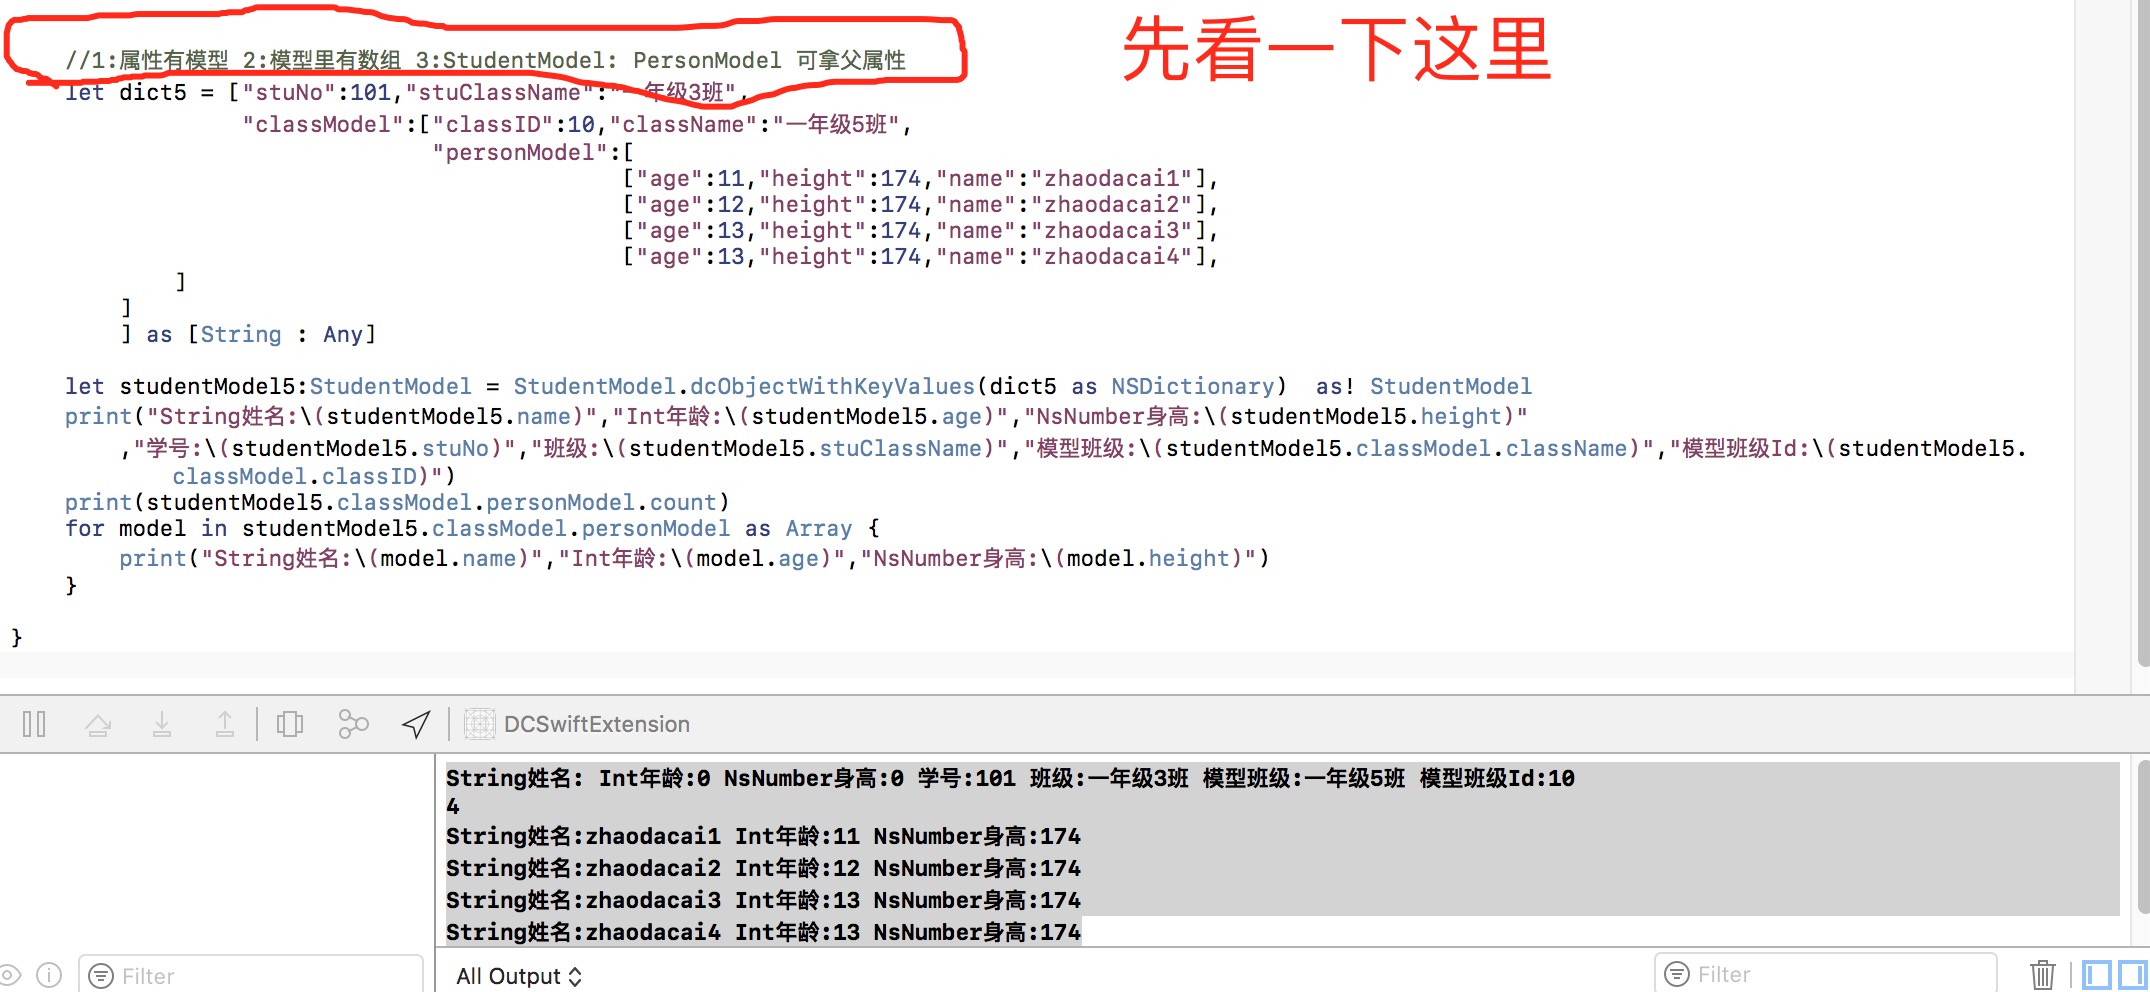 先看一下这里
//1:属性有模型 2:模型里有数组 3:StudentModel: PersonModel 可拿父属性
let dict5 = ["stuNo":101,"stuClassName":"一年级3班",
"classModel":["classID":10,"className":"一年级5班",
"personModel":[
["age":11,"height":174,"name":"zhaodacai1"],
["age":12,"height":174,"name":"zhaodacai2"],
["age":13,"height":174,"name":"zhaodacai3"],
["age":13,"height":174,"name":"zhaodacai4"],
]
]
] as [String : Any]
let studentModel5:StudentModel = StudentModel.dcObjectWithKeyValues(dict5 as NSDictionary)  as! StudentModel
print("String姓名:\(studentModel5.name)","Int年龄:\(studentModel5.age)","NsNumber身高:\(studentModel5.height)"
,"学号:\(studentModel5.stuNo)","班级:\(studentModel5.stuClassName)","模型班级:\(studentModel5.classModel.className)","模型班级Id:\(studentModel5.
classModel.classID)")
print(studentModel5.classModel.personModel.count)
for model in studentModel5.classModel.personModel as Array {
print("String姓名:\(model.name)","Int年龄:\(model.age)","NsNumber身高:\(model.height)")
}
}
DCSwiftExtension
String姓名: Int年龄:0 NsNumber身高:0 学号:101 班级:一年级3班 模型班级:一年级5班 模型班级Id:10
4
String姓名:zhaodacai1 Int年龄:11 NsNumber身高:174
String姓名:zhaodacai2 Int年龄:12 NsNumber身高:174
String姓名:zhaodacai3 Int年龄:13 NsNumber身高:174
String姓名:zhaodacai4 Int年龄:13 NsNumber身高:174
Filter
All Output
Filter